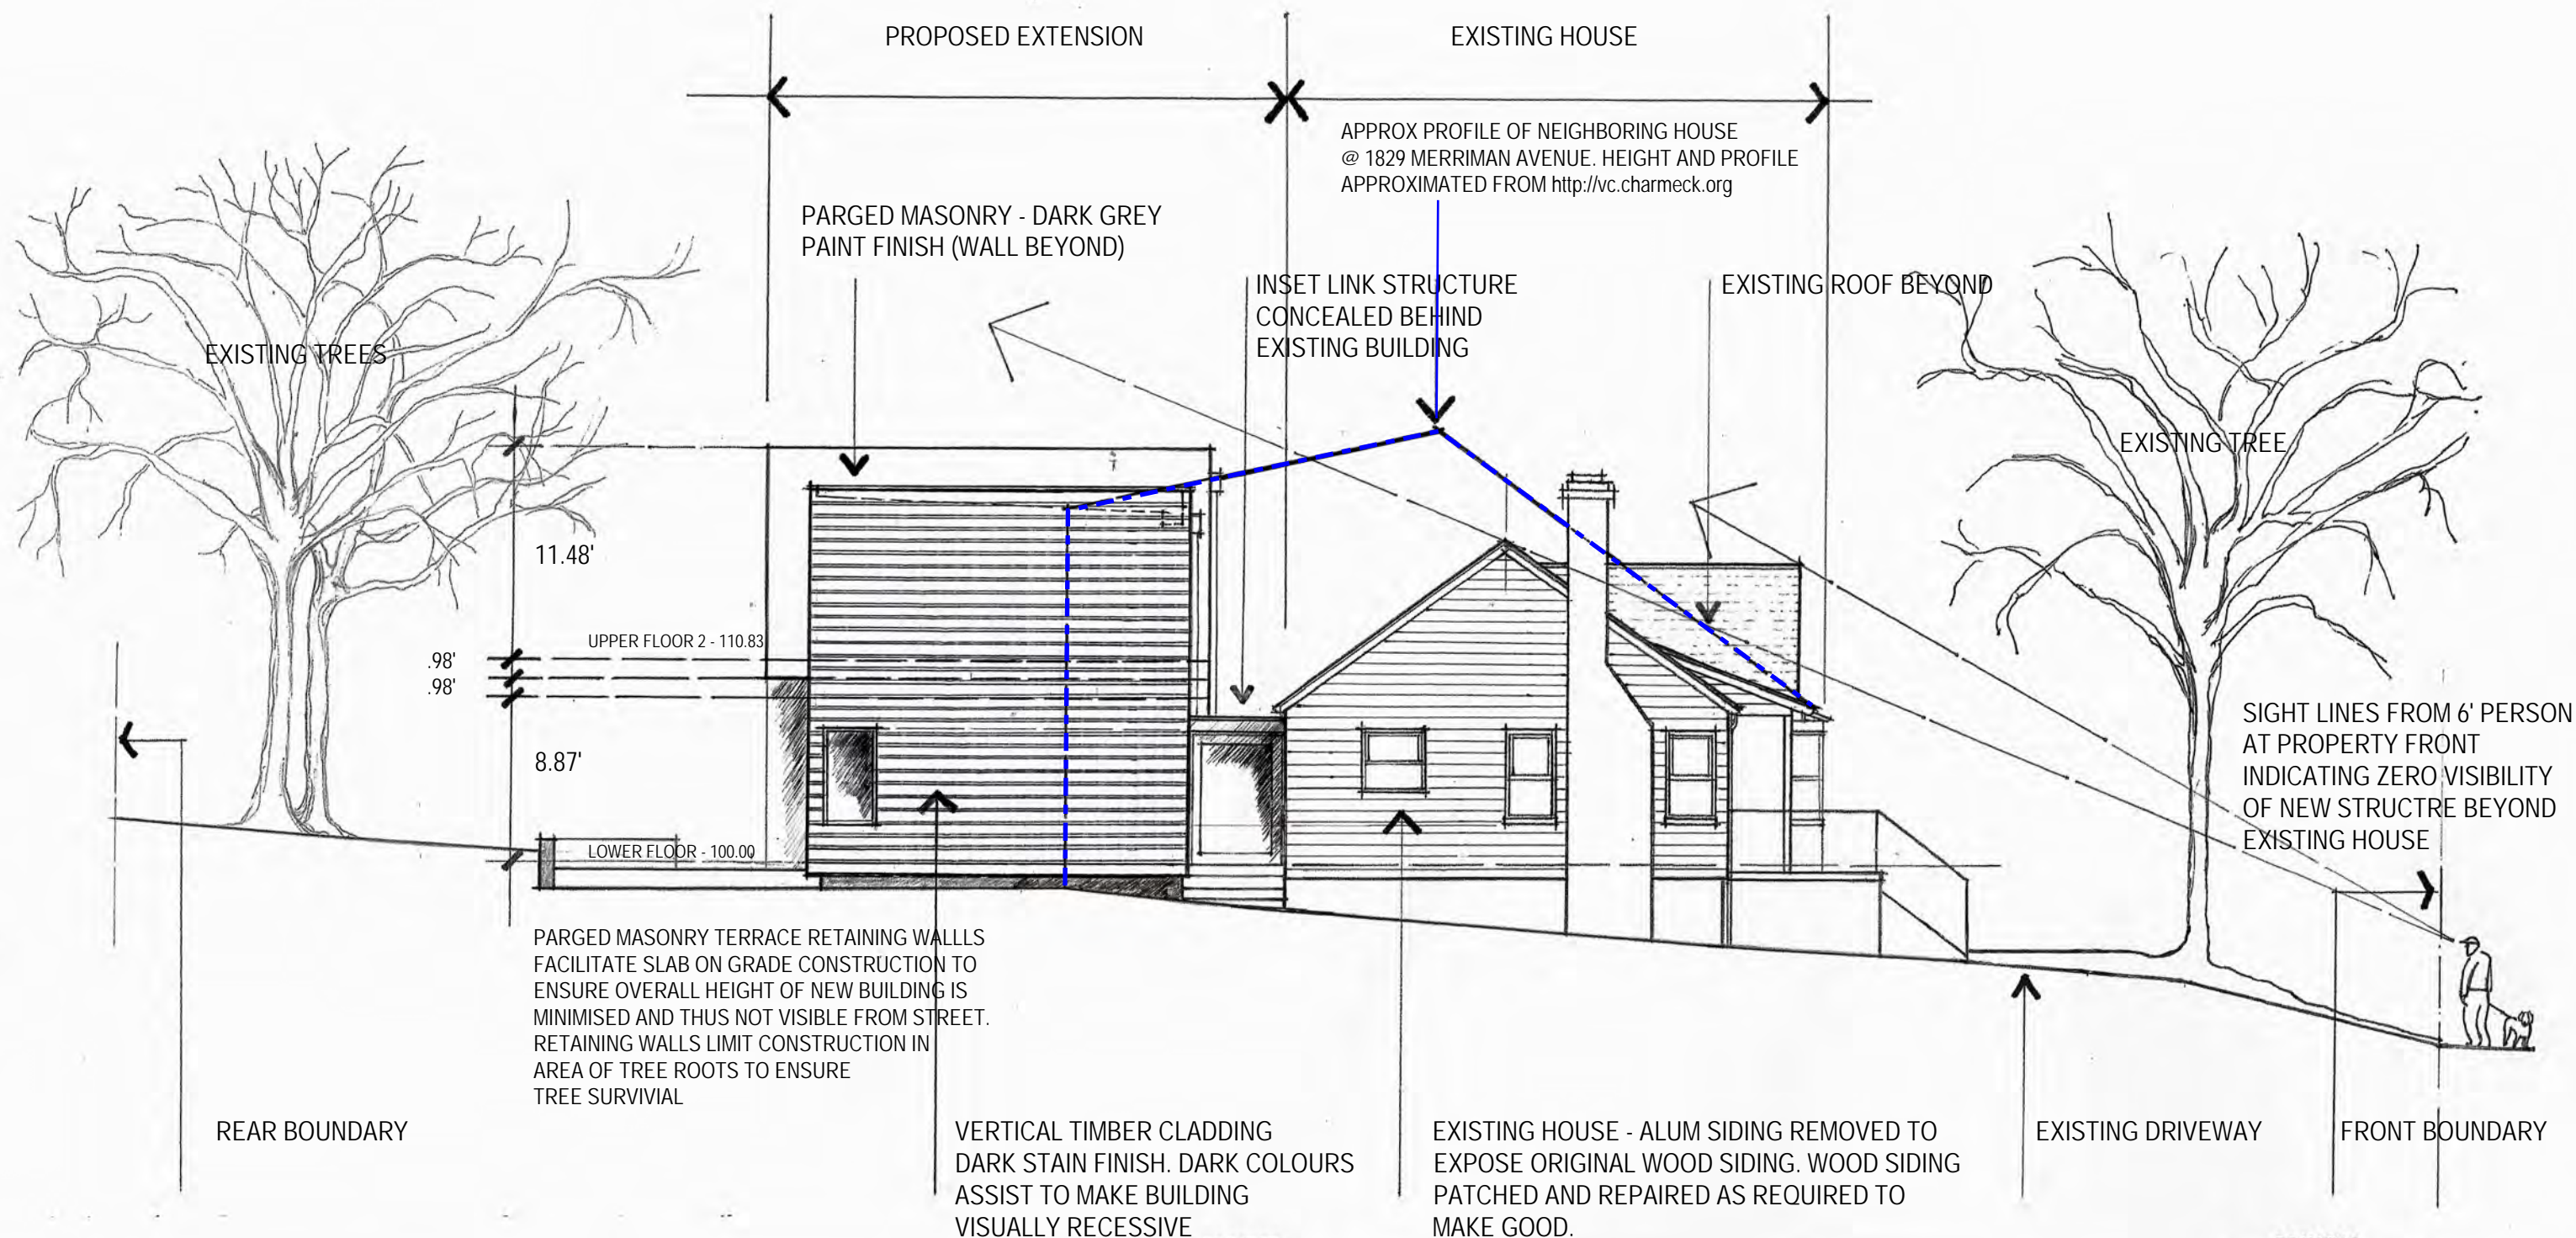 PROPOSED EXTENSION
EXISTING HOUSE
APPROX PROFILE OF NEIGHBORING HOUSE
@ 1829 MERRIMAN AVENUE. HEIGHT AND PROFILE
APPROXIMATED FROM http://vc.charmeck.org
PARGED MASONRY - DARK GREY
PAINT FINISH (WALL BEYOND)
INSET LINK STRUCTURE
CONCEALED BEHIND
EXISTING BUILDING
EXISTING ROOF BEYOND
EXISTING TREES
EXISTING TREE
11.48'
UPPER FLOOR 2 - 110.83
.98'
.98'
8.87'
LOWER FLOOR - 100.00
SIGHT LINES FROM 6' PERSON
AT PROPERTY FRONT
INDICATING ZERO VISIBILITY
OF NEW STRUCTRE BEYOND
EXISTING HOUSE
PARGED MASONRY TERRACE RETAINING WALLLS
FACILITATE SLAB ON GRADE CONSTRUCTION TO
ENSURE OVERALL HEIGHT OF NEW BUILDING IS
MINIMISED AND THUS NOT VISIBLE FROM STREET.
RETAINING WALLS LIMIT CONSTRUCTION IN
AREA OF TREE ROOTS TO ENSURE
TREE SURVIVIAL
REAR BOUNDARY
VERTICAL TIMBER CLADDING
DARK STAIN FINISH. DARK COLOURS
ASSIST TO MAKE BUILDING
VISUALLY RECESSIVE
EXISTING HOUSE - ALUM SIDING REMOVED TO
EXPOSE ORIGINAL WOOD SIDING. WOOD SIDING
PATCHED AND REPAIRED AS REQUIRED TO
MAKE GOOD.
EXISTING DRIVEWAY
FRONT BOUNDARY